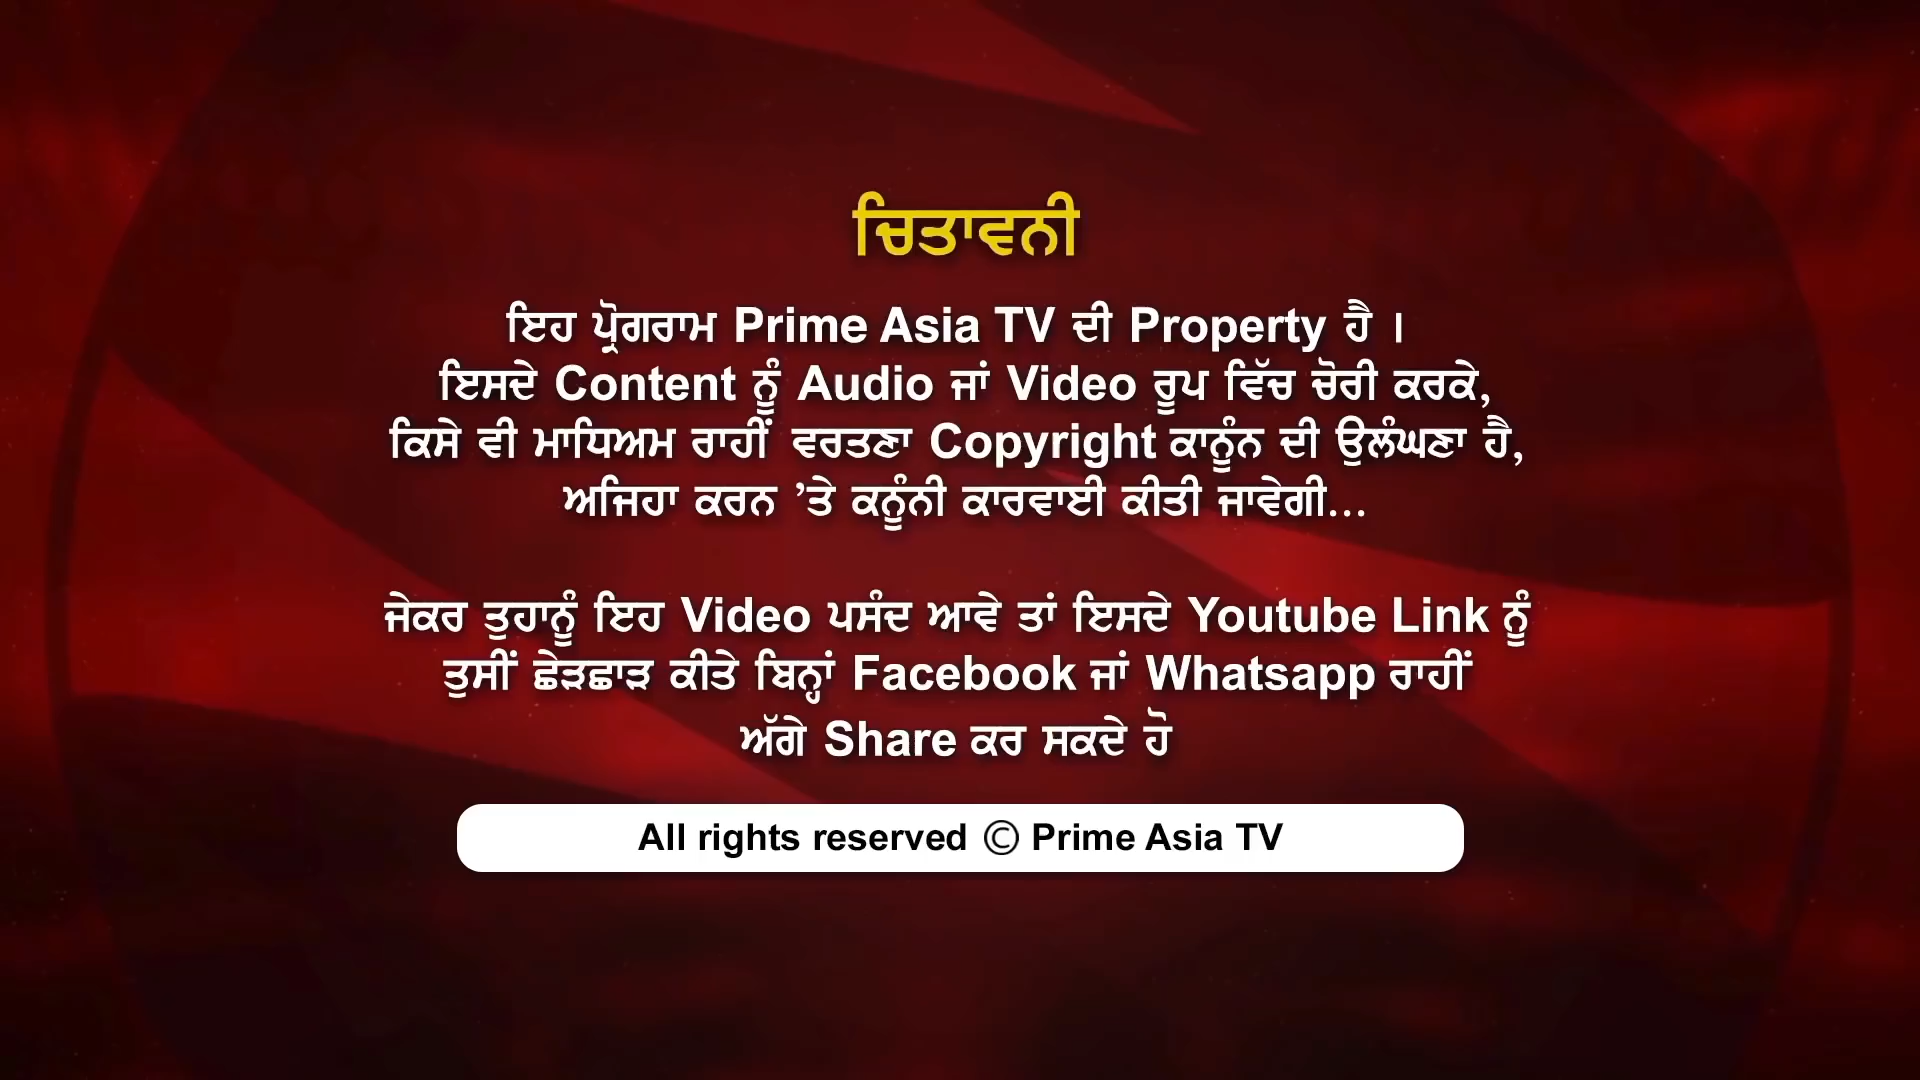 ਚਿਤਾਵਨੀ
ਇਹ ਪ੍ਰੋਗਰਾਮ Prime Asia TV ਦੀ Property ਹੈ ।
ਇਸਦੇ Content ਨੂੰ Audio ਜਾਂ Video ਰੂਪ ਵਿੱਚ ਚੋਰੀ ਕਰਕੇ,
ਕਿਸੇ ਵੀ ਮਾਧਿਅਮ ਰਾਹੀਂ ਵਰਤਣਾ Copyright ਕਾਨੂੰਨ ਦੀ ਉਲੰਘਣਾ ਹੈ,
ਅਜਿਹਾ ਕਰਨ ’ਤੇ ਕਨੂੰਨੀ ਕਾਰਵਾਈ ਕੀਤੀ ਜਾਵੇਗੀ...
ਜੇਕਰ ਤੁਹਾਨੂੰ ਇਹ Video ਪਸੰਦ ਆਵੇ ਤਾਂ ਇਸਦੇ Youtube Link ਨੂੰ
ਤੁਸੀਂ ਛੇੜਛਾੜ ਕੀਤੇ ਬਿਨ੍ਹਾਂ Facebook ਜਾਂ Whatsapp ਰਾਹੀਂ
ਅੱਗੇ Share ਕਰ ਸਕਦੇ ਹੋ
All rights reserved © Prime Asia TV